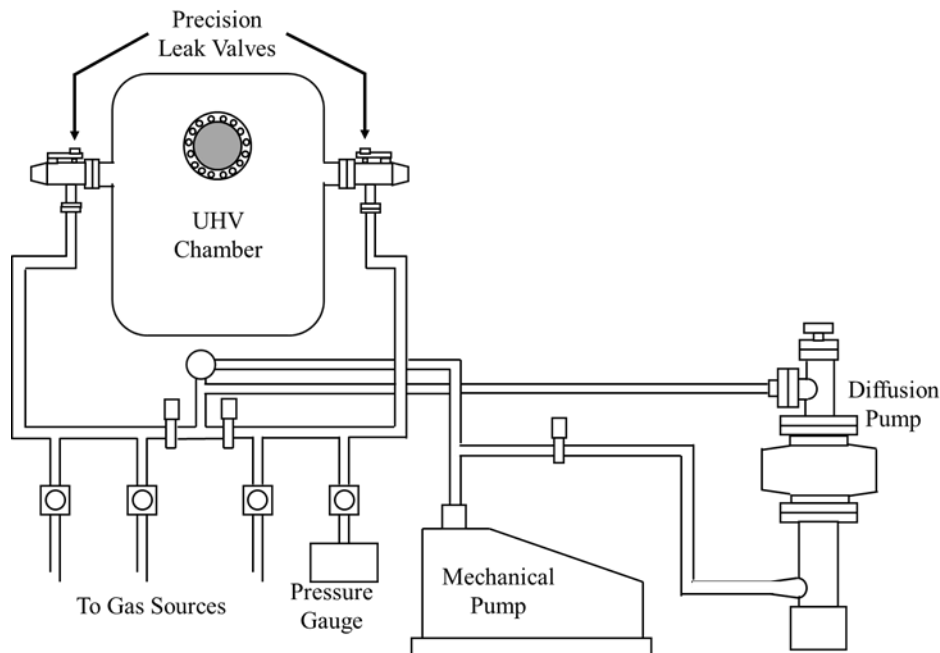 Precision
Leak Valves
UHV
Chamber
Diffusion
Pump
To Gas Sources
Pressure
Gauge
Mechanical
Pump